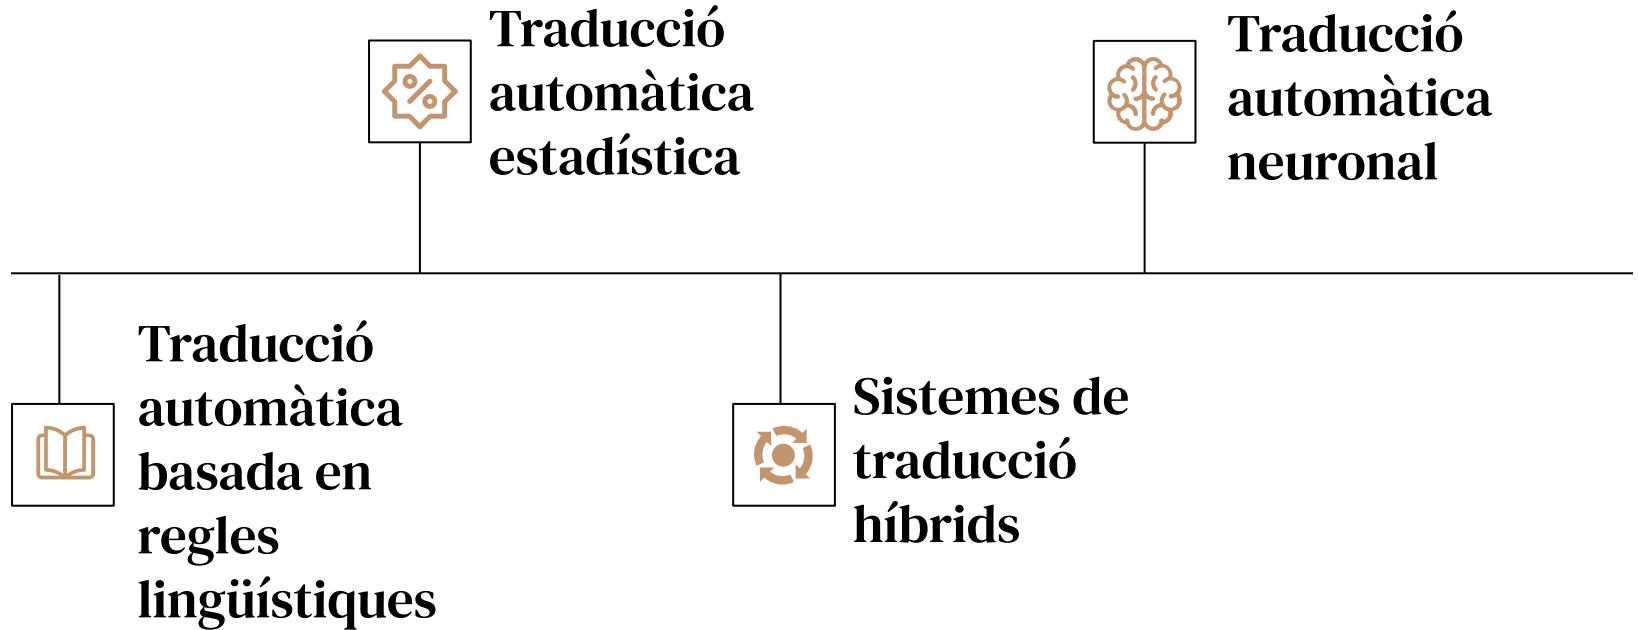 Traducció
automàtica
basada en
regles
lingüístiques
Traducció
automàtica
estadística
Sistemes de
traducció
híbrids
Traducció
automàtica
neuronal